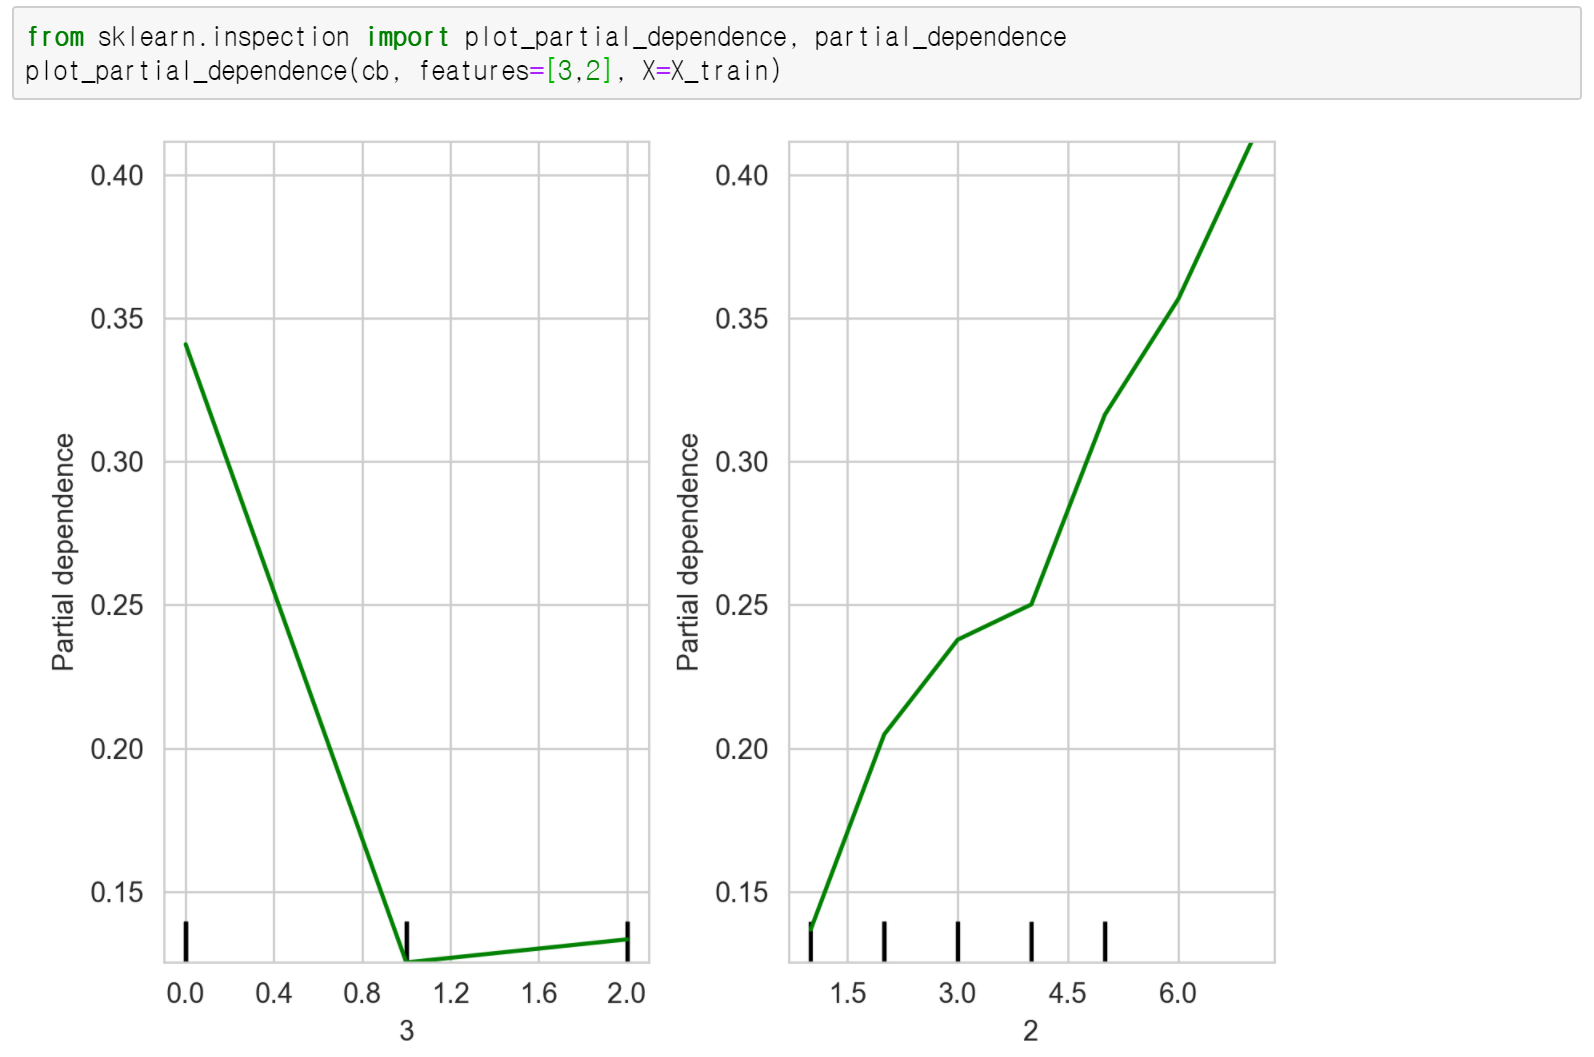 from sklearn.inspection import plot_partial_dependence, partial_dependence
plot_partial_dependence(cb, features=[3,2], X=X_train)
0.40
0.35
0.30
0.25
0.20
0.15
Partial dependence
0.0 0.4 0.8 1.2 1.6 2.0
3
0.40
0.35
0.30
0.25
0.20
0.15
Partial dependence
1.5 3.0 4.5 6.0
2